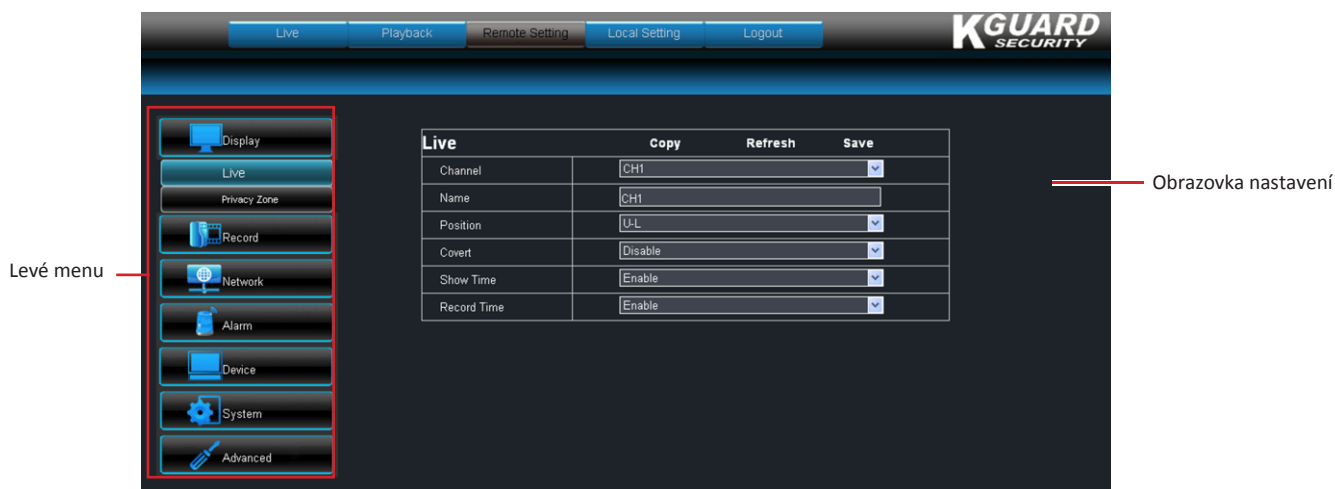 Live Playback Remote Setting Local Setting Logout
KGUARD
SECURITY
Levé menu
Display
Live
Privacy Zone
Record
Network
Alarm
Device
System
Advanced
Live Copy Refresh Save
Channel CH1
Name CH1
Position U-L
Covert Disable
Show Time Enable
Record Time Enable
Obrazovka nastavení